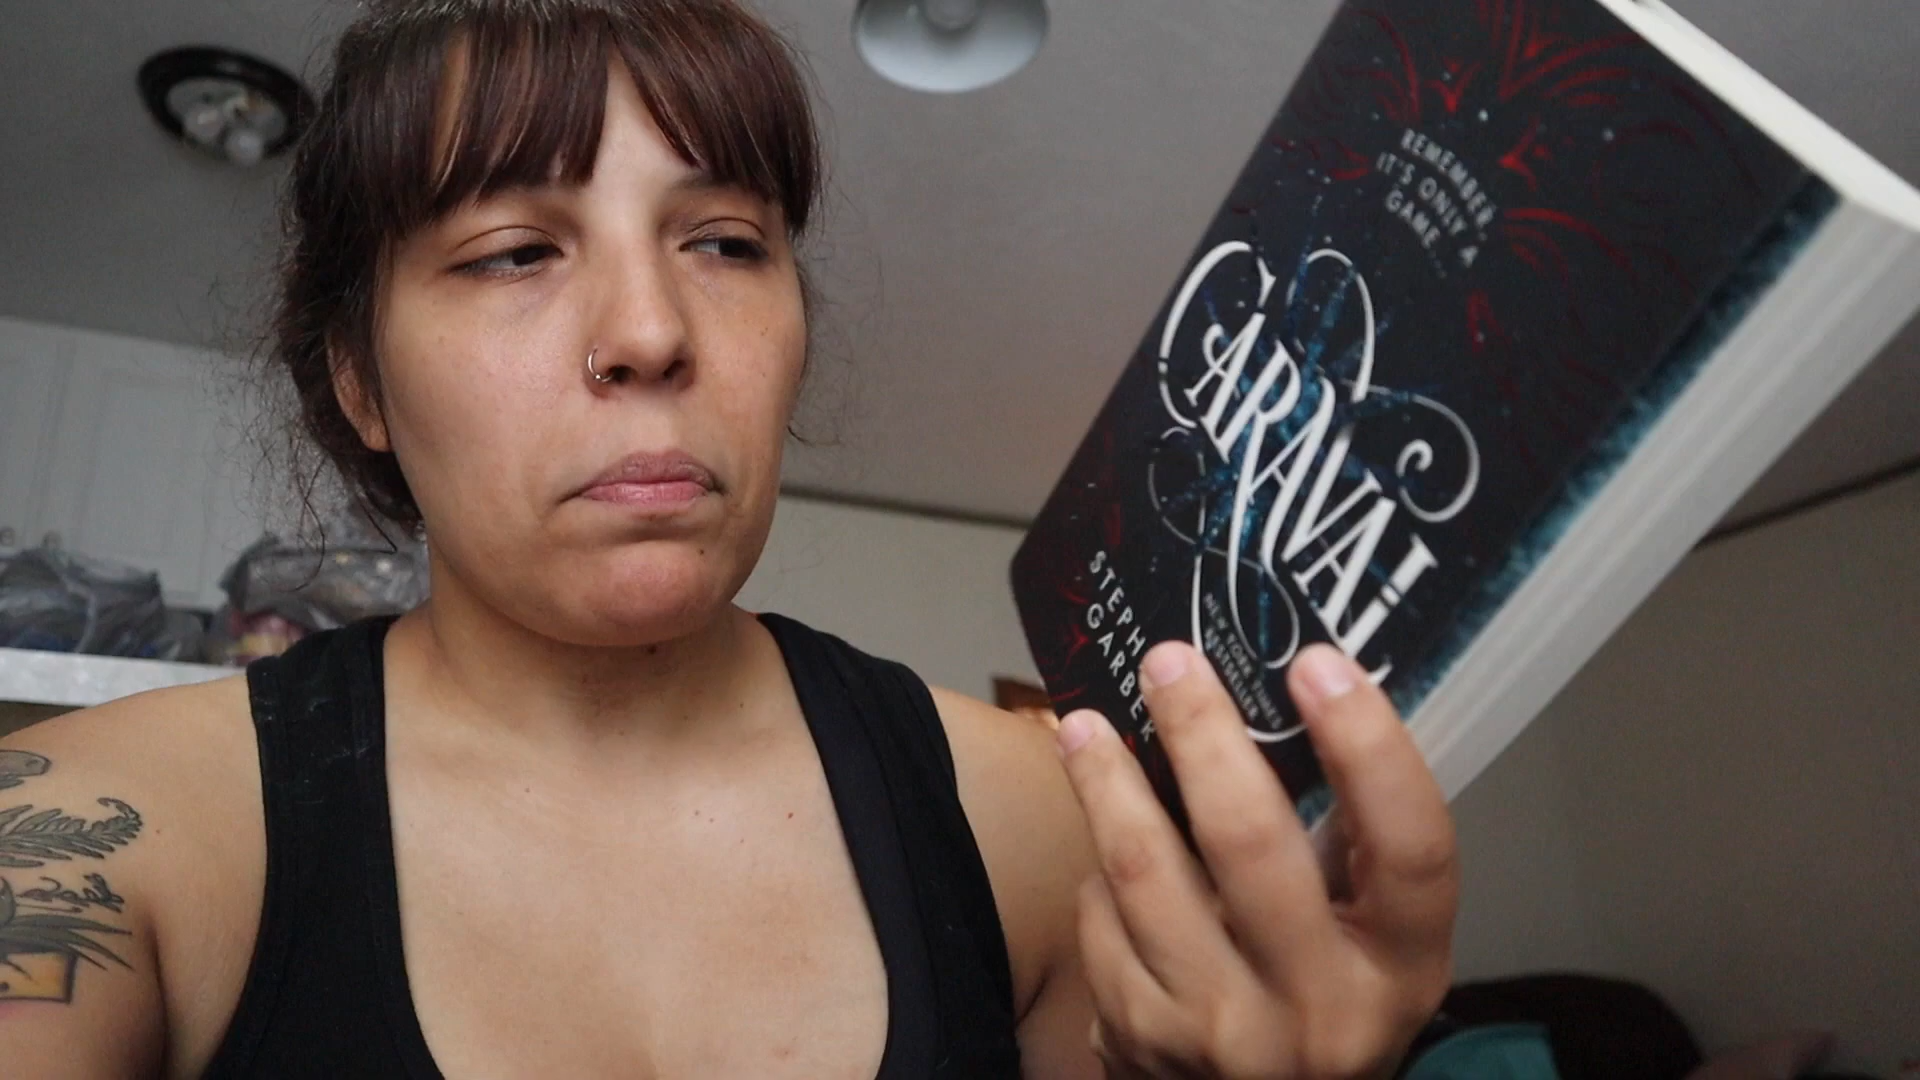 REMEMBER,
IT'S ONLY A
GAME...
CARAVAL
NEW YORK TIMES
BESTSELLER
GARBER